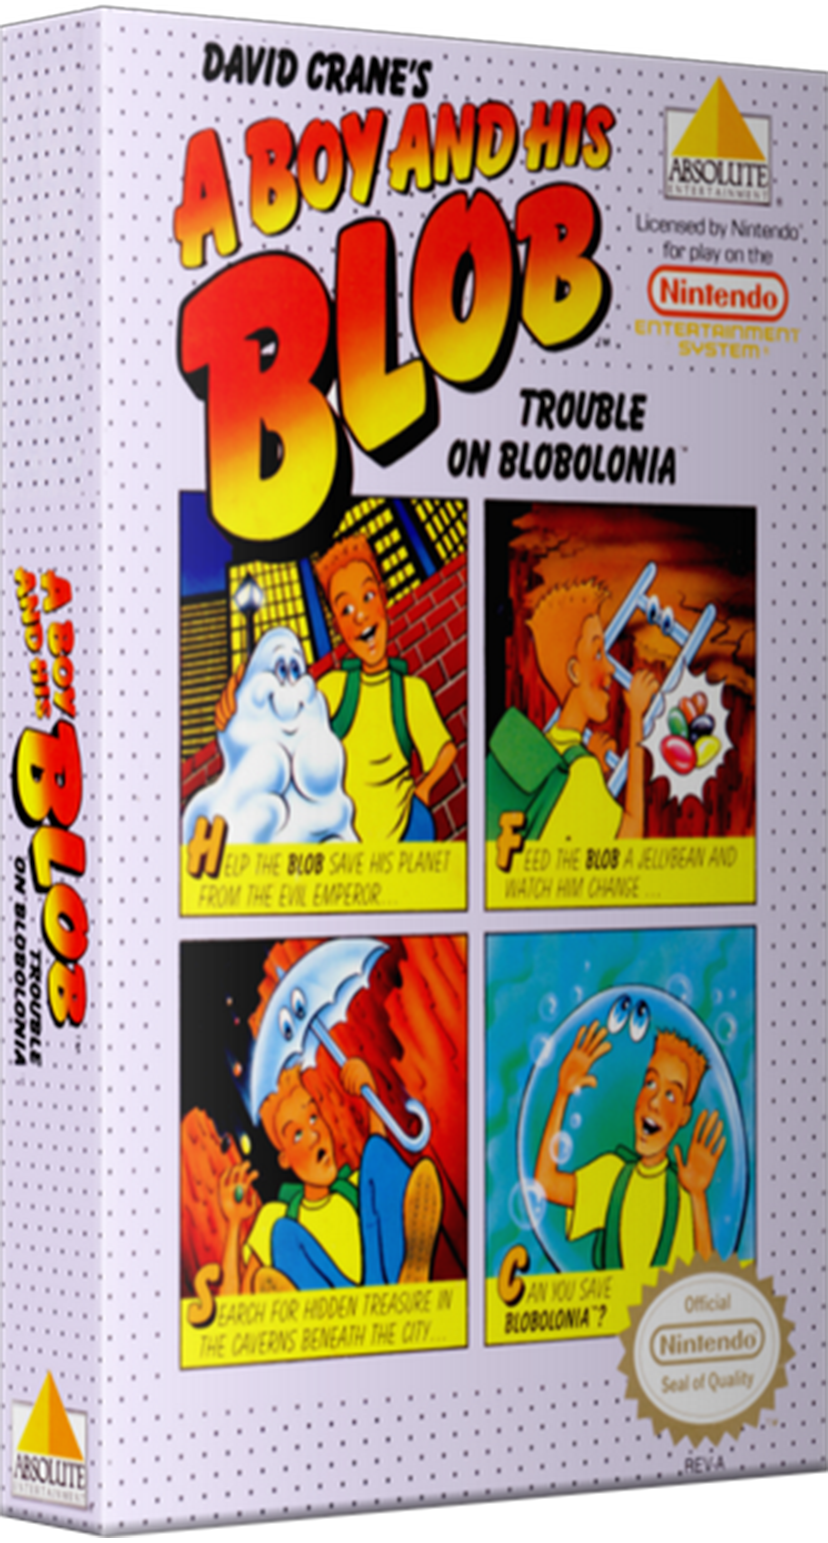 DAVID CRANE'S
A BOY AND HIS
BLOB™
TROUBLE
ON BLOBOLONIA™
ABSOLUTE
ENTERTAINMENT®
Licensed by Nintendo®
for play on the
Nintendo
ENTERTAINMENT
SYSTEM®
HELP THE BLOB SAVE HIS PLANET
FROM THE EVIL EMPEROR...
FEED THE BLOB A JELLYBEAN AND
WATCH HIM CHANGE...
SEARCH FOR HIDDEN TREASURE IN
THE CAVERNS BENEATH THE CITY...
CAN YOU SAVE
BLOBOLONIA™?
Official
Nintendo
Seal of Quality
™
REV-A
A BOY
AND HIS
BLOB™
TROUBLE
ON BLOBOLONIA™
ABSOLUTE
ENTERTAINMENT